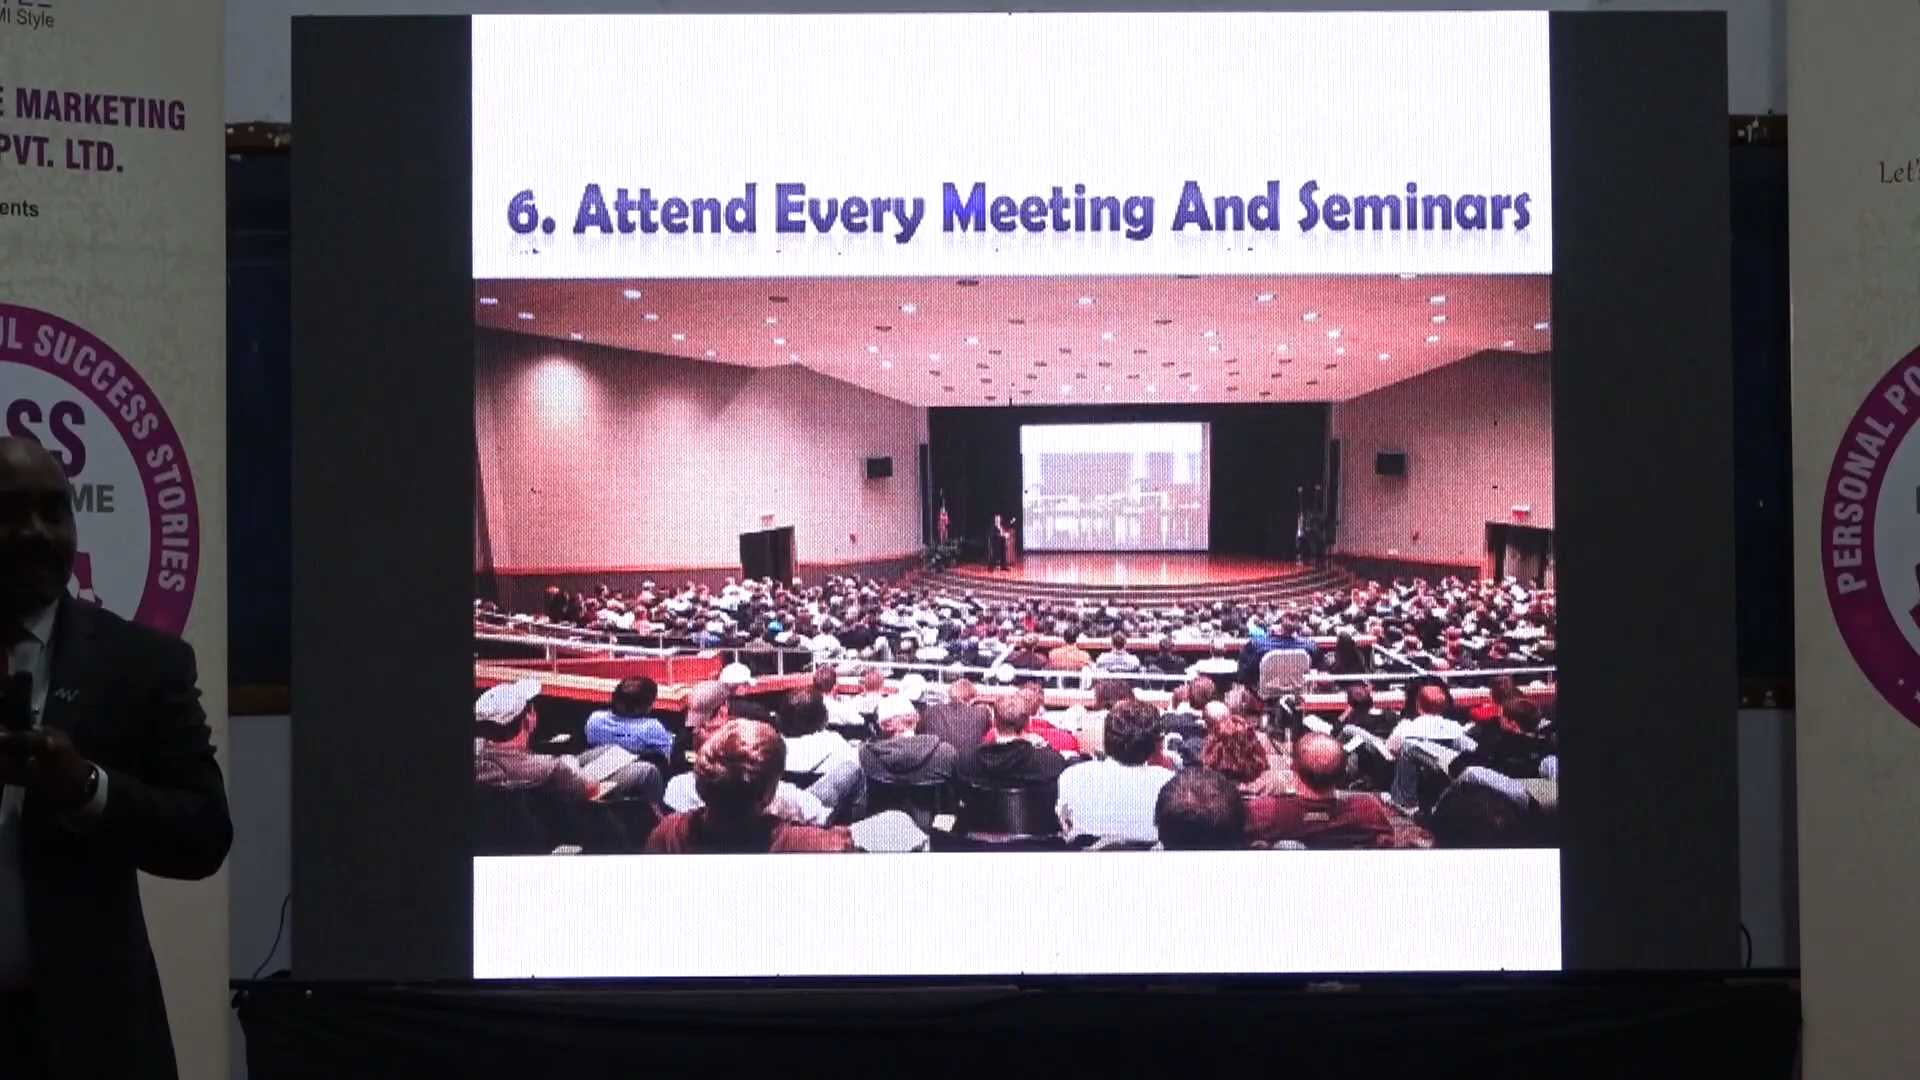 MI Style
E MARKETING
PVT. LTD.
ents
UL SUCCESS STORIES
SS
ME
6. Attend Every Meeting And Seminars
Let's
PERSONAL PO